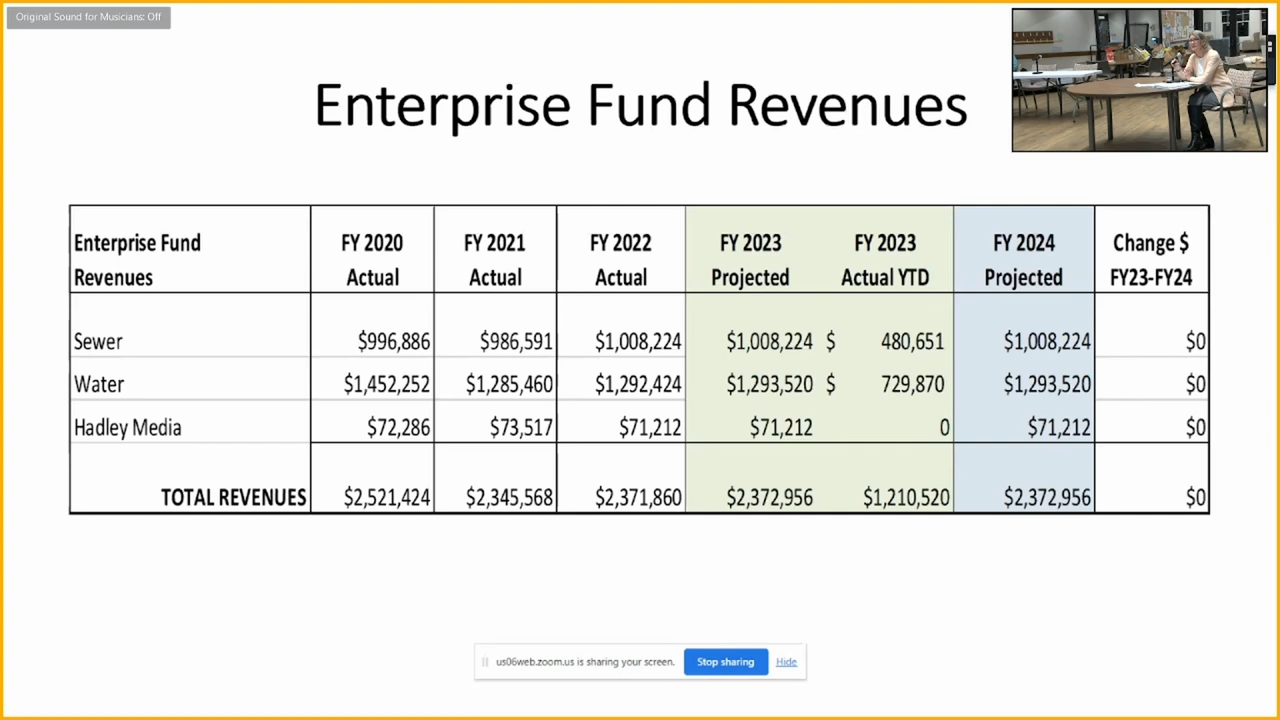 Original Sound for Musicians: Off
Enterprise Fund Revenues
Enterprise Fund Revenues FY 2020 Actual FY 2021 Actual FY 2022 Actual FY 2023 Projected FY 2023 Actual YTD FY 2024 Projected Change $ FY23-FY24
Sewer $996,886 $986,591 $1,008,224 $1,008,224 $ 480,651 $1,008,224 $0
Water $1,452,252 $1,285,460 $1,292,424 $1,293,520 $ 729,870 $1,293,520 $0
Hadley Media $72,286 $73,517 $71,212 $71,212 0 $71,212 $0
TOTAL REVENUES $2,521,424 $2,345,568 $2,371,860 $2,372,956 $1,210,520 $2,372,956 $0
us06web.zoom.us is sharing your screen. Stop sharing Hide